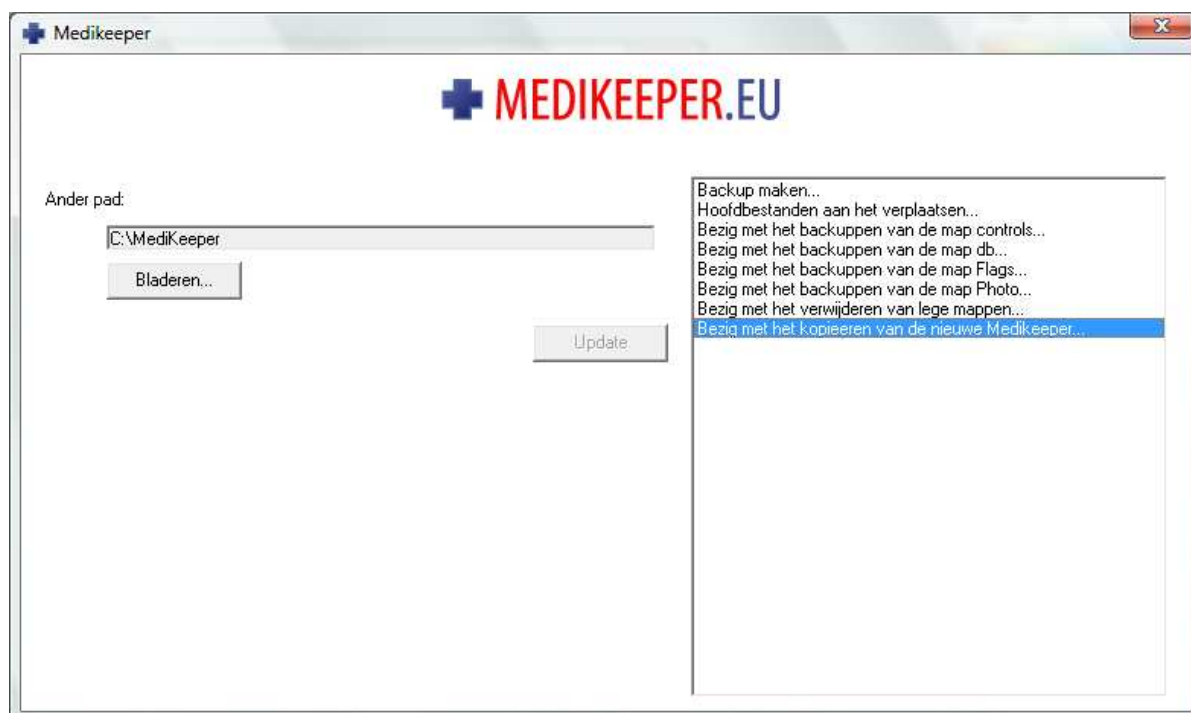 Medikeeper
MEDIKEEPER.EU
Ander pad:
C:\MediKeeper
Bladeren...
Update
Backup maken...
Hoofdbestanden aan het verplaatsen...
Bezig met het backuppen van de map controls...
Bezig met het backuppen van de map db...
Bezig met het backuppen van de map Flags...
Bezig met het backuppen van de map Photo...
Bezig met het verwijderen van lege mappen...
Bezig met het kopieeren van de nieuwe Medikeeper...